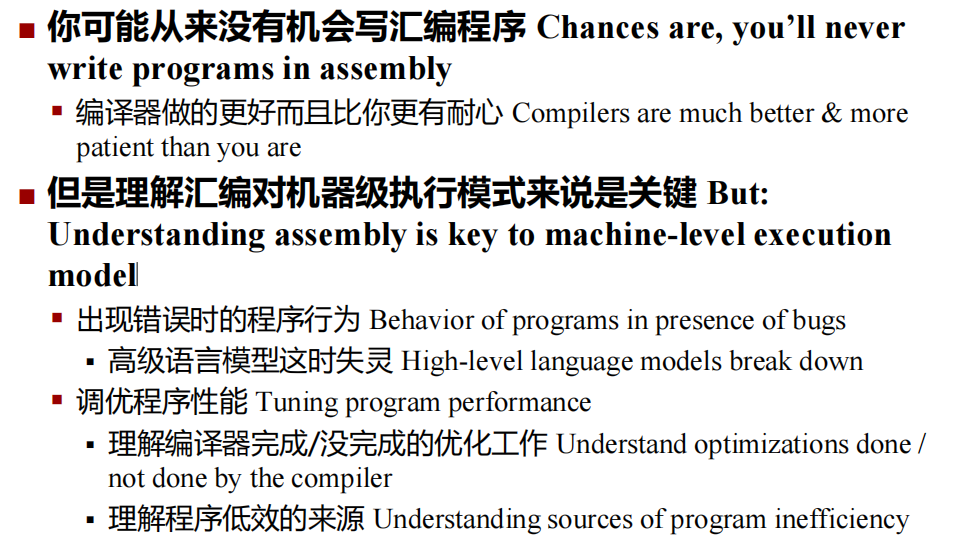 你可能从来没有机会写汇编程序 Chances are, you’ll never
write programs in assembly
编译器做的更好而且比你更有耐心 Compilers are much better & more
patient than you are
但是理解汇编对机器级执行模式来说是关键 But:
Understanding assembly is key to machine-level execution
model
出现错误时的程序行为 Behavior of programs in presence of bugs
高级语言模型这时失灵 High-level language models break down
调优程序性能 Tuning program performance
理解编译器完成/没完成的优化工作 Understand optimizations done /
not done by the compiler
理解程序低效的来源 Understanding sources of program inefficiency